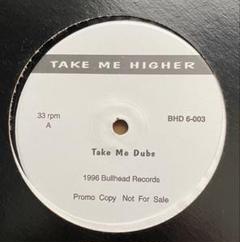 TAKE ME HIGHER
33 rpm
A
BHD 6-003
Take Me Dubs
1996 Bullhead Records
Promo Copy Not For Sale